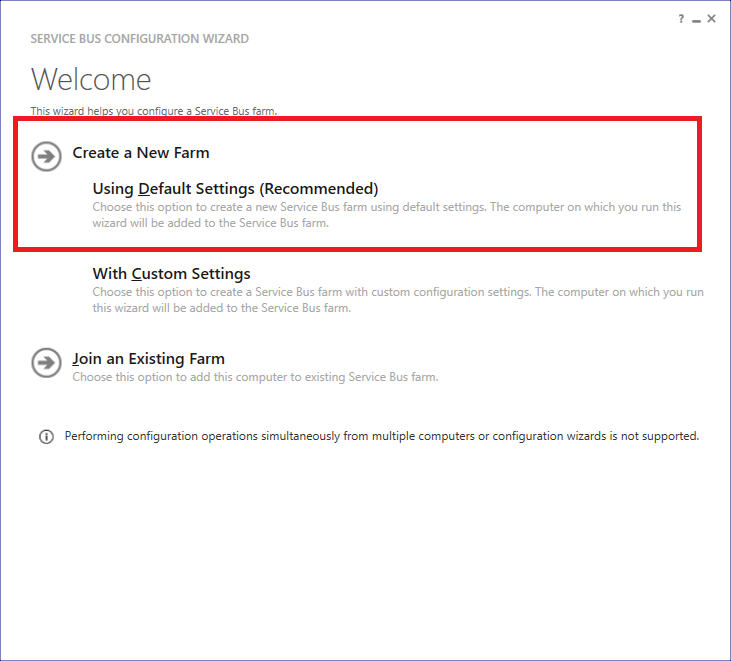 ?
SERVICE BUS CONFIGURATION WIZARD
Welcome
This wizard helps you configure a Service Bus farm.
Create a New Farm
Using Default Settings (Recommended)
Choose this option to create a new Service Bus farm using default settings. The computer on which you run this
wizard will be added to the Service Bus farm.
With Custom Settings
Choose this option to create a Service Bus farm with custom configuration settings. The computer on which you run
this wizard will be added to the Service Bus farm.
Join an Existing Farm
Choose this option to add this computer to existing Service Bus farm.
Performing configuration operations simultaneously from multiple computers or configuration wizards is not supported.